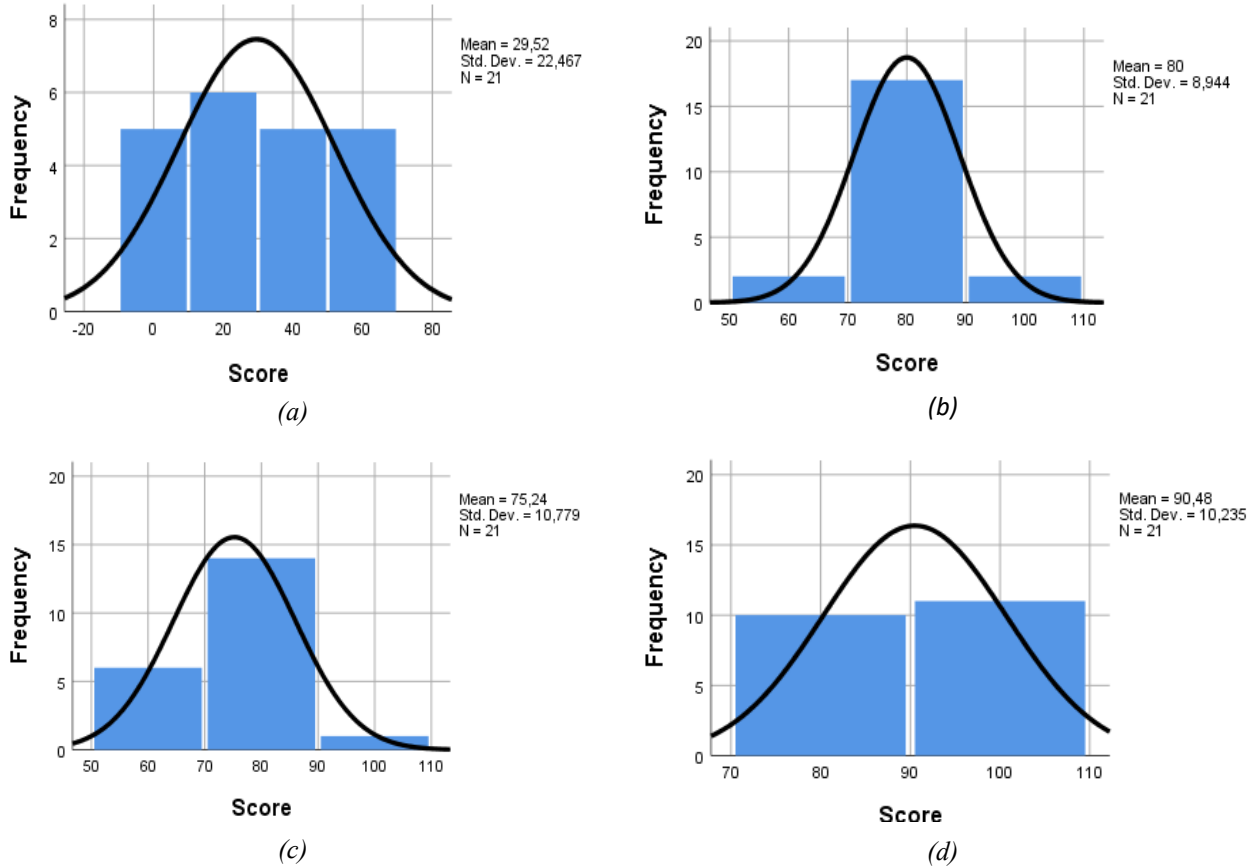 Frequency
8
6
4
2
0
-20 0 20 40 60 80
Score
Mean = 29,52
Std. Dev. = 22,467
N = 21
(a)
Frequency
20
15
10
5
0
50 60 70 80 90 100 110
Score
Mean = 80
Std. Dev. = 8,944
N = 21
(b)
Frequency
20
15
10
5
0
50 60 70 80 90 100 110
Score
Mean = 75,24
Std. Dev. = 10,779
N = 21
(c)
Frequency
20
15
10
5
0
70 80 90 100 110
Score
Mean = 90,48
Std. Dev. = 10,235
N = 21
(d)